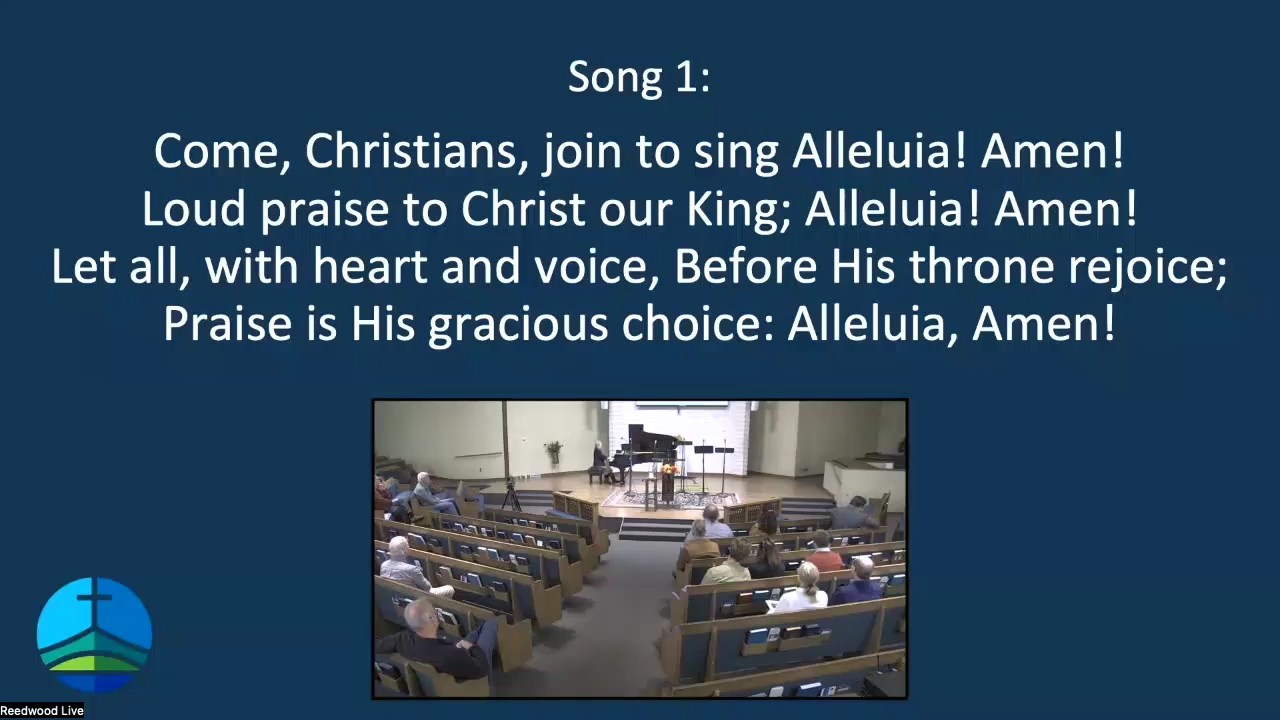 Song 1:
Come, Christians, join to sing Alleluia! Amen!
Loud praise to Christ our King; Alleluia! Amen!
Let all, with heart and voice, Before His throne rejoice;
Praise is His gracious choice: Alleluia, Amen!
Reedwood Live